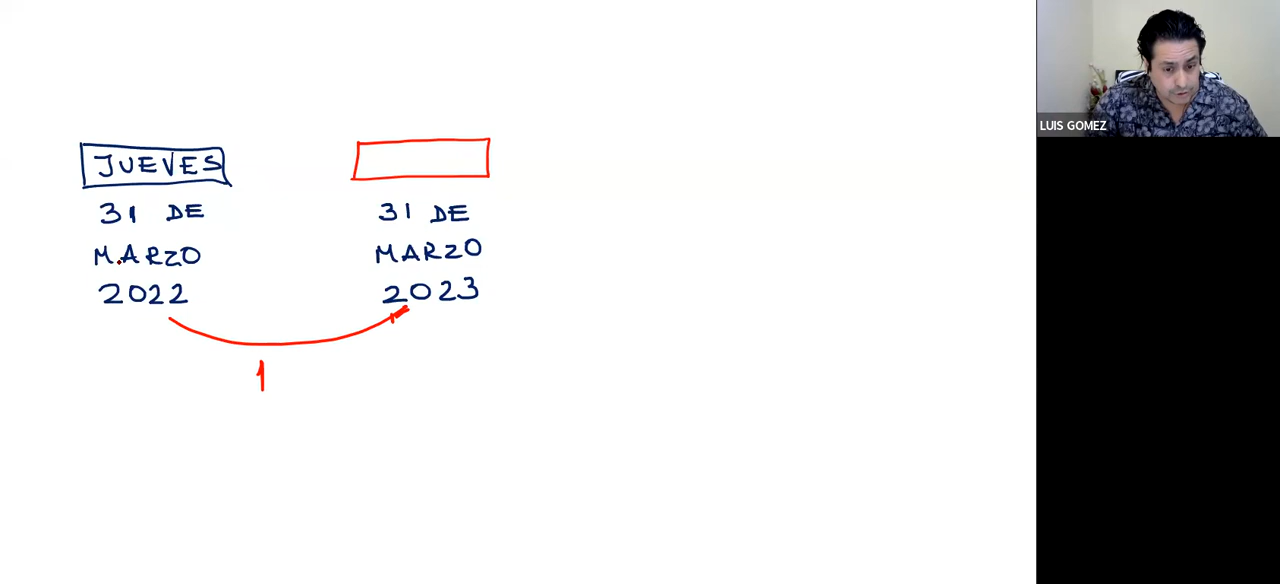 JUEVES
31 DE
MARZO
2022
31 DE
MARZO
2023
1
LUIS GOMEZ